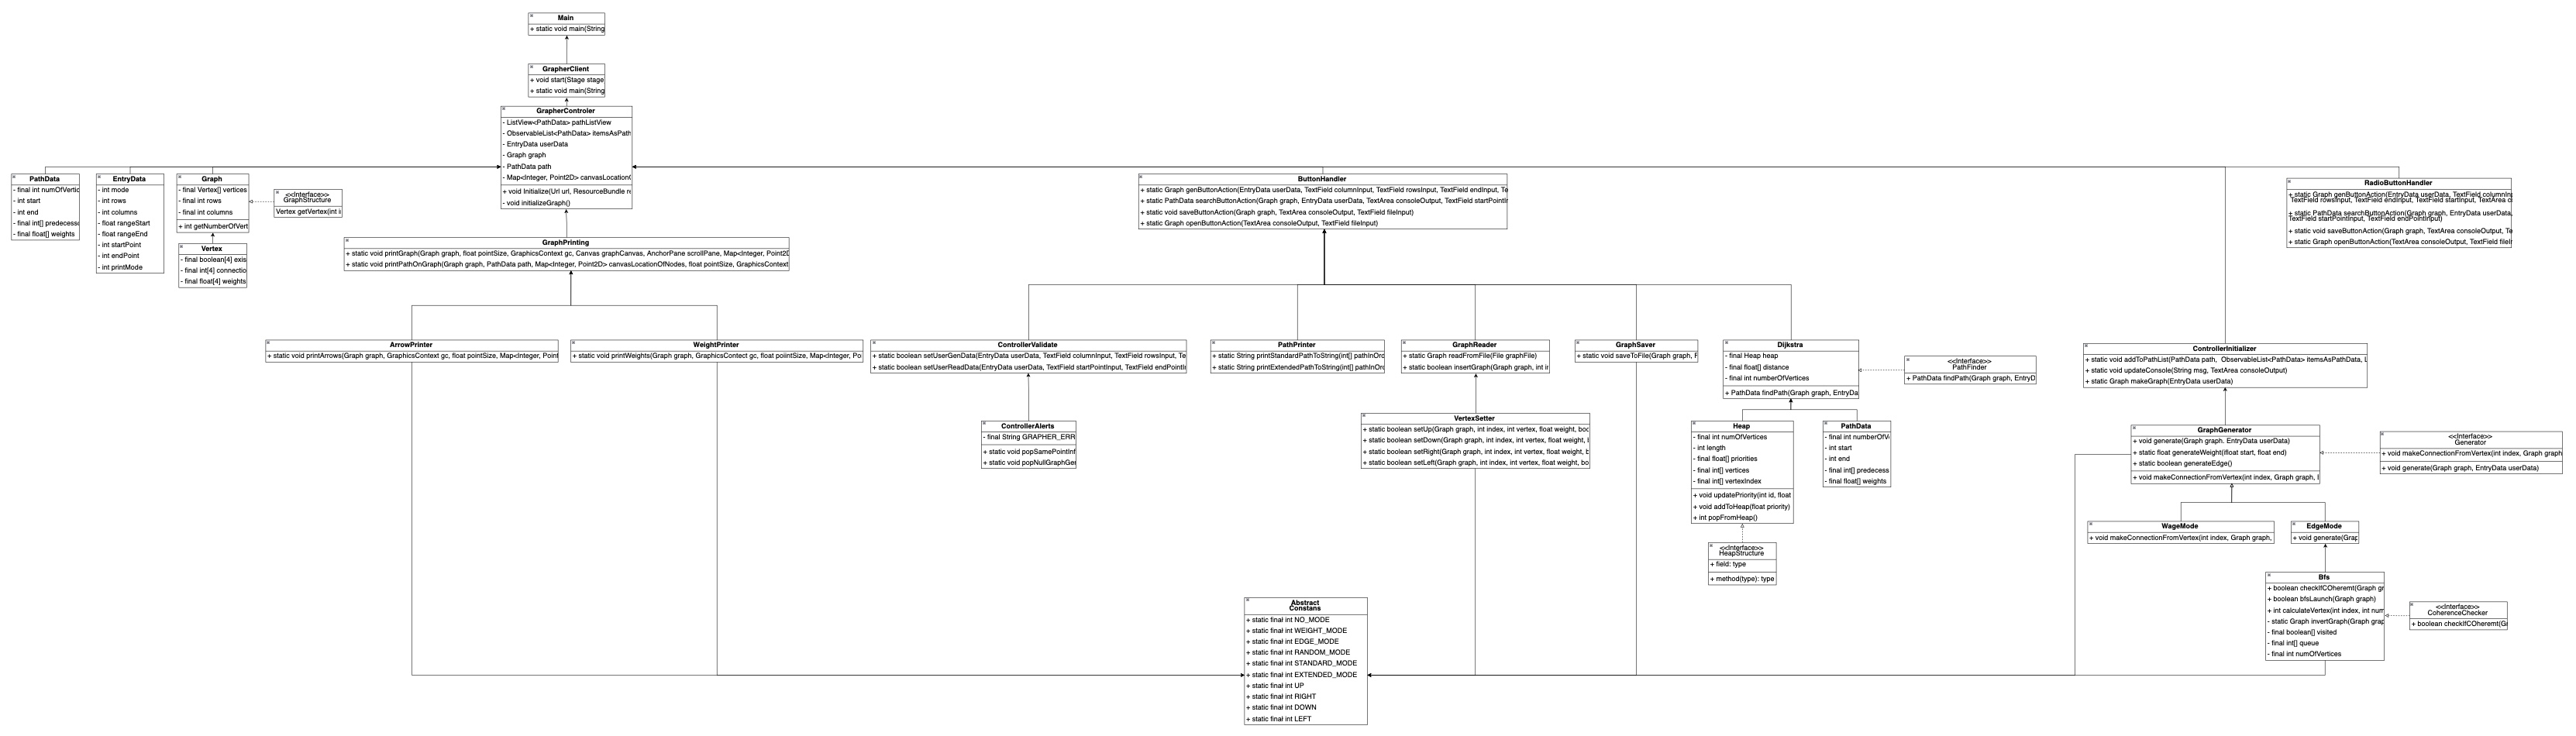 Main
+ static void main(String
GrapherClient
+ void start(Stage stage
+ static void main(String
GrapherControler
- ListView<PathData> pathListView
- ObservableList<PathData> itemsAsPath
- EntryData userData
- Graph graph
- PathData path
- Map<Integer, Point2D> canvasLocation
+ void Initialize(Url url, ResourceBundle
- void initializeGraph()
PathData
- final int numOfVertic
- int start
- int end
- final int[] predecess
- final float[] weights
EntryData
- int mode
- int rows
- int columns
- float rangeStart
- float rangeEnd
- int startPoint
- int endPoint
- int printMode
Graph
- final Vertex[] vertices
- final int rows
- final int columns
+ int getNumberOfVert
<<Interface>>
GraphStructure
Vertex getVertex(int i
Vertex
- final boolean[4] exis
- final int[4] connectio
- final float[4] weights
GraphPrinting
+ static void printGraph(Graph graph, float pointSize, GraphicsContext gc, Canvas graphCanvas, AnchorPane scrollPane, Map<Integer, Point2D
+ static void printPathOnGraph(Graph graph, PathData path, Map<Integer, Point2D> canvasLocationOfNodes, float pointSize, GraphicsContext
ButtonHandler
+ static Graph genButtonAction(EntryData userData, TextField columnInput, TextField rowsInput, TextField endInput, Te
+ static PathData searchButtonAction(Graph graph, EntryData userData, TextArea consoleOutput, TextField startPointIn
+ static void saveButtonAction(Graph graph, TextArea consoleOutput, TextField fileInput)
+ static Graph openButtonAction(TextArea consoleOutput, TextField fileInput)
RadioButtonHandler
+ static Graph genButtonAction(EntryData userData, TextField columnIn
TextField rowsInput, TextField endInput, TextField startInput, TextArea c
+ static PathData searchButtonAction(Graph graph, EntryData userData,
TextField startPointInput, TextField endPointInput)
+ static void saveButtonAction(Graph graph, TextArea consoleOutput, Te
+ static Graph openButtonAction(TextArea consoleOutput, TextField fileIn
ArrowPrinter
+ static void printArrows(Graph graph, GraphicsContext gc, float pointSize, Map<Integer, Point
WeightPrinter
+ static void printWeights(Graph graph, GraphicsContect gc, float poiintSize, Map<Integer, Po
ControllerValidate
+ static boolean setUserGenData(EntryData userData, TextField columnInput, TextField rowsInput, Te
+ static boolean setUserReadData(EntryData userData, TextField startPointInput, TextField endPointIn
PathPrinter
+ static String printStandardPathToString(int[] pathInOrd
+ static String printExtendedPathToString(int[] pathInOrd
GraphReader
+ static Graph readFromFile(File graphFile)
+ static boolean insertGraph(Graph graph, int i
GraphSaver
+ static void saveToFile(Graph graph, F
Dijkstra
- final Heap heap
- final float[] distance
- final int numberOfVertices
+ PathData findPath(Graph graph, EntryDa
<<Interface>>
PathFinder
+ PathData findPath(Graph graph, EntryD
ControllerInitializer
+ static void addToPathList(PathData path, ObservableList<PathData> itemsAsPathData, L
+ static void updateConsole(String msg, TextArea consoleOutput)
+ static Graph makeGraph(EntryData userData)
ControllerAlerts
- final String GRAPHER_ERR
+ static void popSamePointInf
+ static void popNullGraphGer
VertexSetter
+ static boolean setUp(Graph graph, int index, int vertex, float weight, boo
+ static boolean setDown(Graph graph, int index, int vertex, float weight, l
+ static boolean setRight(Graph graph, int index, int vertex, float weight, b
+ static boolean setLeft(Graph graph, int index, int vertex, float weight, bo
Heap
- final int numOfVertices
- int length
- final float[] priorities
- final int[] vertices
- final int[] vertexIndex
+ void updatePriority(int id, float
+ void addToHeap(float priority)
+ int popFromHeap()
PathData
- final int numberOfV
- int start
- int end
- final int[] predecess
- final float[] weights
GraphGenerator
+ void generate(Graph graph. EntryData userData)
+ static float generateWeight(float start, float end)
+ static boolean generateEdge()
+ void makeConnectionFromVertex(int index, Graph graph, I
<<Interface>>
Generator
+ void makeConnectionFromVertex(int index, Graph graph
+ void generate(Graph graph, EntryData userData)
WageMode
+ void makeConnectionFromVertex(int index, Graph graph,
EdgeMode
+ void generate(Grap
<<Interface>>
HeapStructure
+ field: type
+ method(type): type
Bfs
+ boolean checkIfCOheremt(Graph gr
+ boolean bfsLaunch(Graph graph)
+ int calculateVertex(int index, int num
- static Graph invertGraph(Graph grap
- final boolean[] visited
- final int[] queue
- final int numOfVertices
<<Interface>>
CoherenceChecker
+ boolean checkIfCOheremt(Gr
Abstract
Constans
+ static finał int NO_MODE
+ static finał int WEIGHT_MODE
+ static finał int EDGE_MODE
+ static finał int RANDOM_MODE
+ static finał int STANDARD_MODE
+ static finał int EXTENDED_MODE
+ static finał int UP
+ static finał int RIGHT
+ static finał int DOWN
+ static finał int LEFT